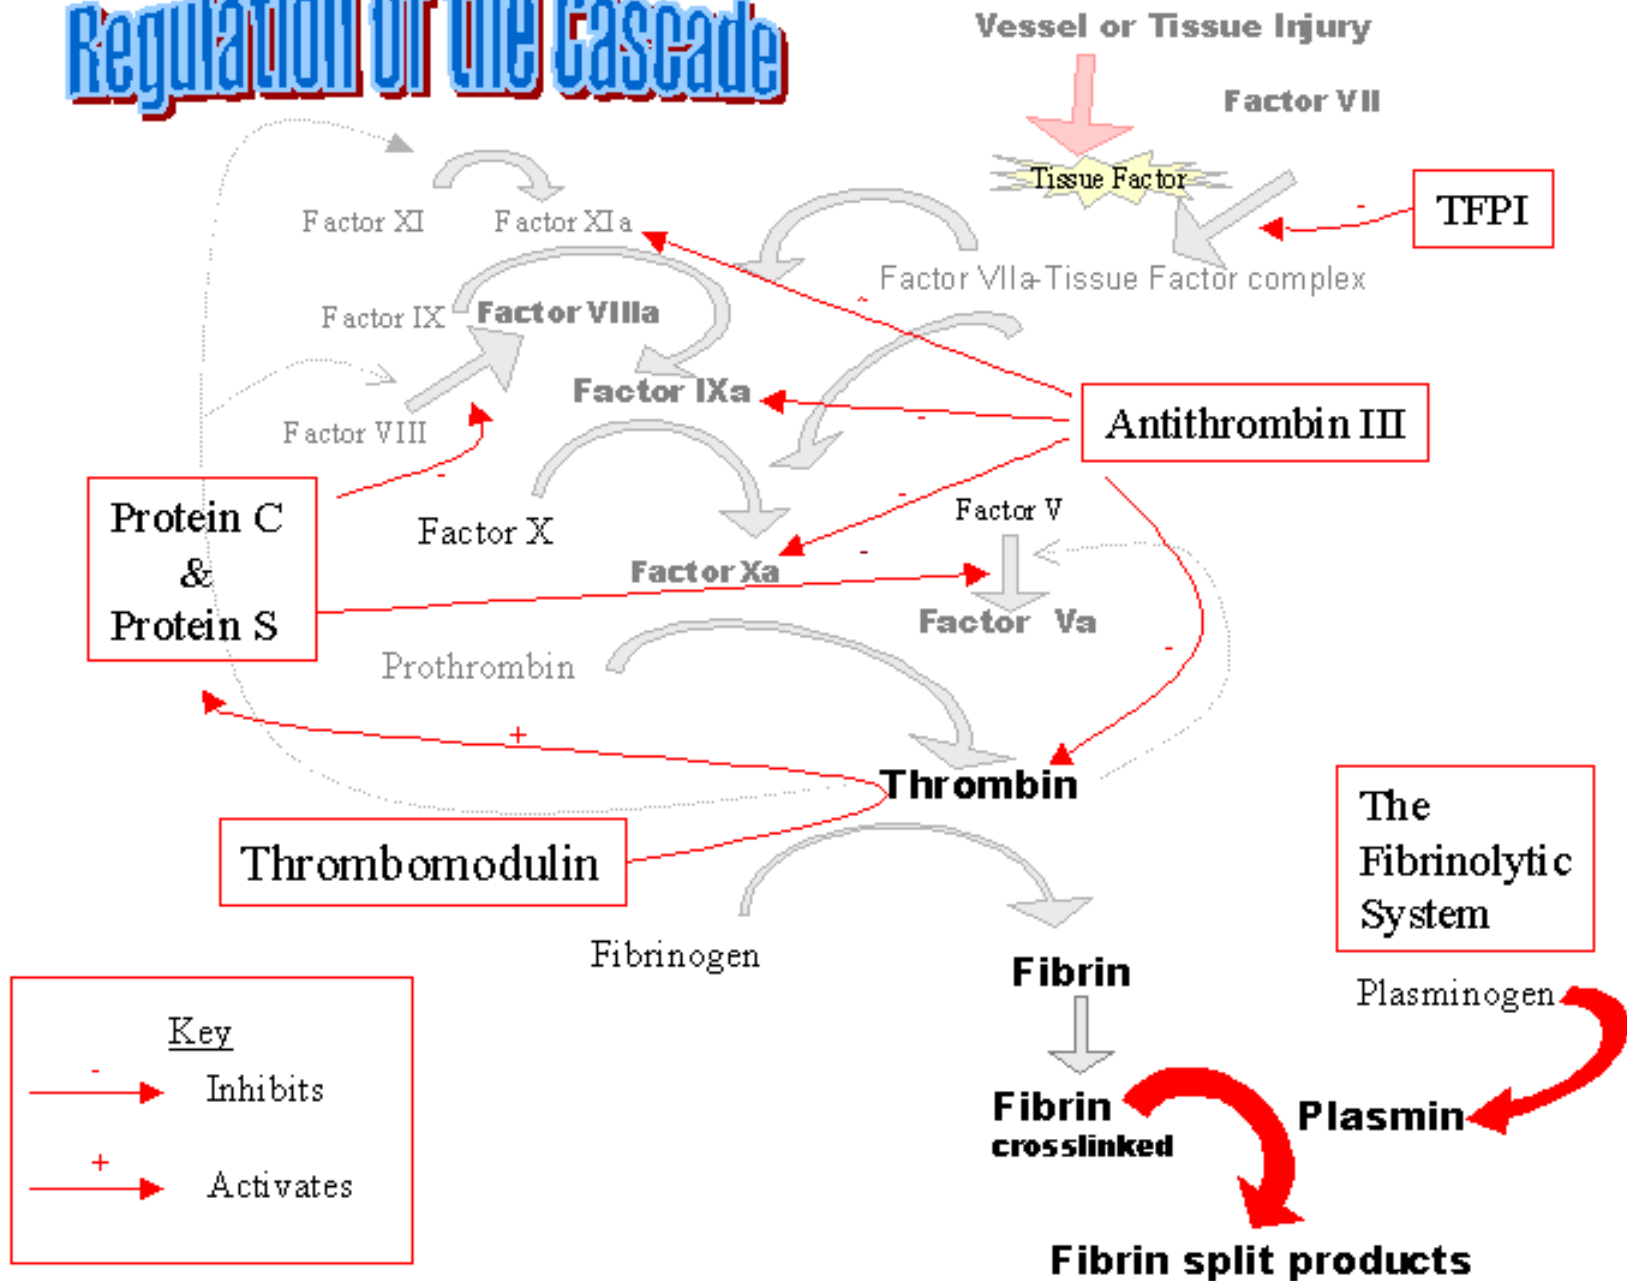 Regulation of the Cascade
Vessel or Tissue Injury
Factor VII
Tissue Factor
TFPI
-
Factor XI
Factor XIa
Factor VIIa-Tissue Factor complex
-
Factor IX
Factor VIIIa
Factor IXa
-
Antithrombin III
Factor VIII
-
-
Protein C
&
Protein S
Factor X
Factor V
-
Factor Xa
Factor Va
-
Prothrombin
+
Thrombin
Thrombomodulin
The
Fibrinolytic
System
Fibrinogen
Fibrin
Plasminogen
Key
-
Inhibits
+
Activates
Fibrin
crosslinked
Plasmin
Fibrin split products